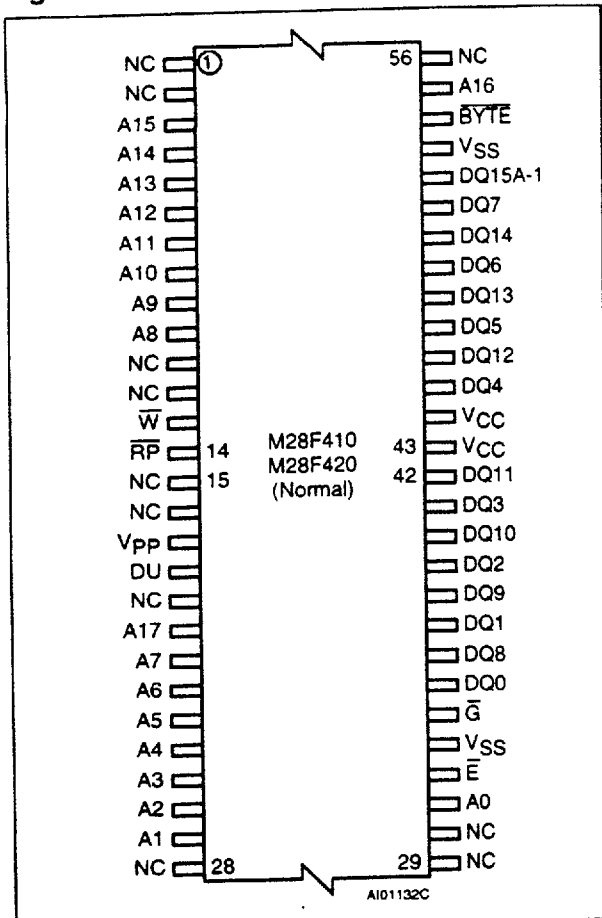 NC 1 56 NC
NC A16
A15 B̅Y̅T̅E̅
A14 VSS
A13 DQ15A-1
A12 DQ7
A11 DQ14
A10 DQ6
A9 DQ13
A8 DQ5
NC DQ12
NC DQ4
W̅ VCC
R̅P̅ 14 M28F410 43 VCC
NC 15 M28F420 42 DQ11
(Normal)
NC DQ3
VPP DQ10
DU DQ2
NC DQ9
A17 DQ1
A7 DQ8
A6 DQ0
A5 G̅
A4 VSS
A3 E̅
A2 A0
A1 NC
NC 28 29 NC
AI01132C